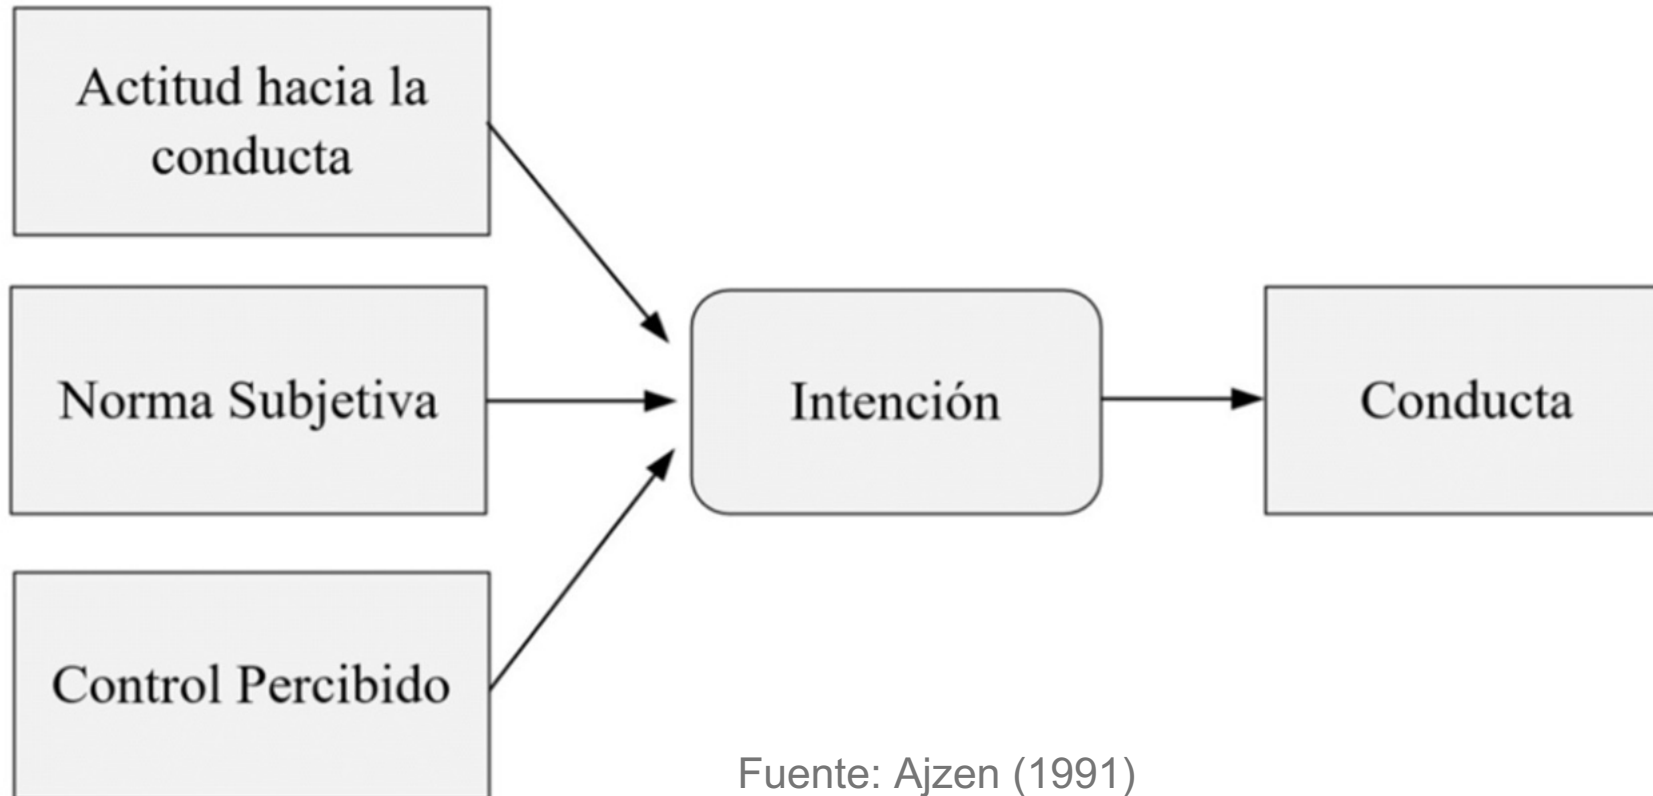 Actitud hacia la
conducta
Norma Subjetiva
Intención
Conducta
Control Percibido
Fuente: Ajzen (1991)